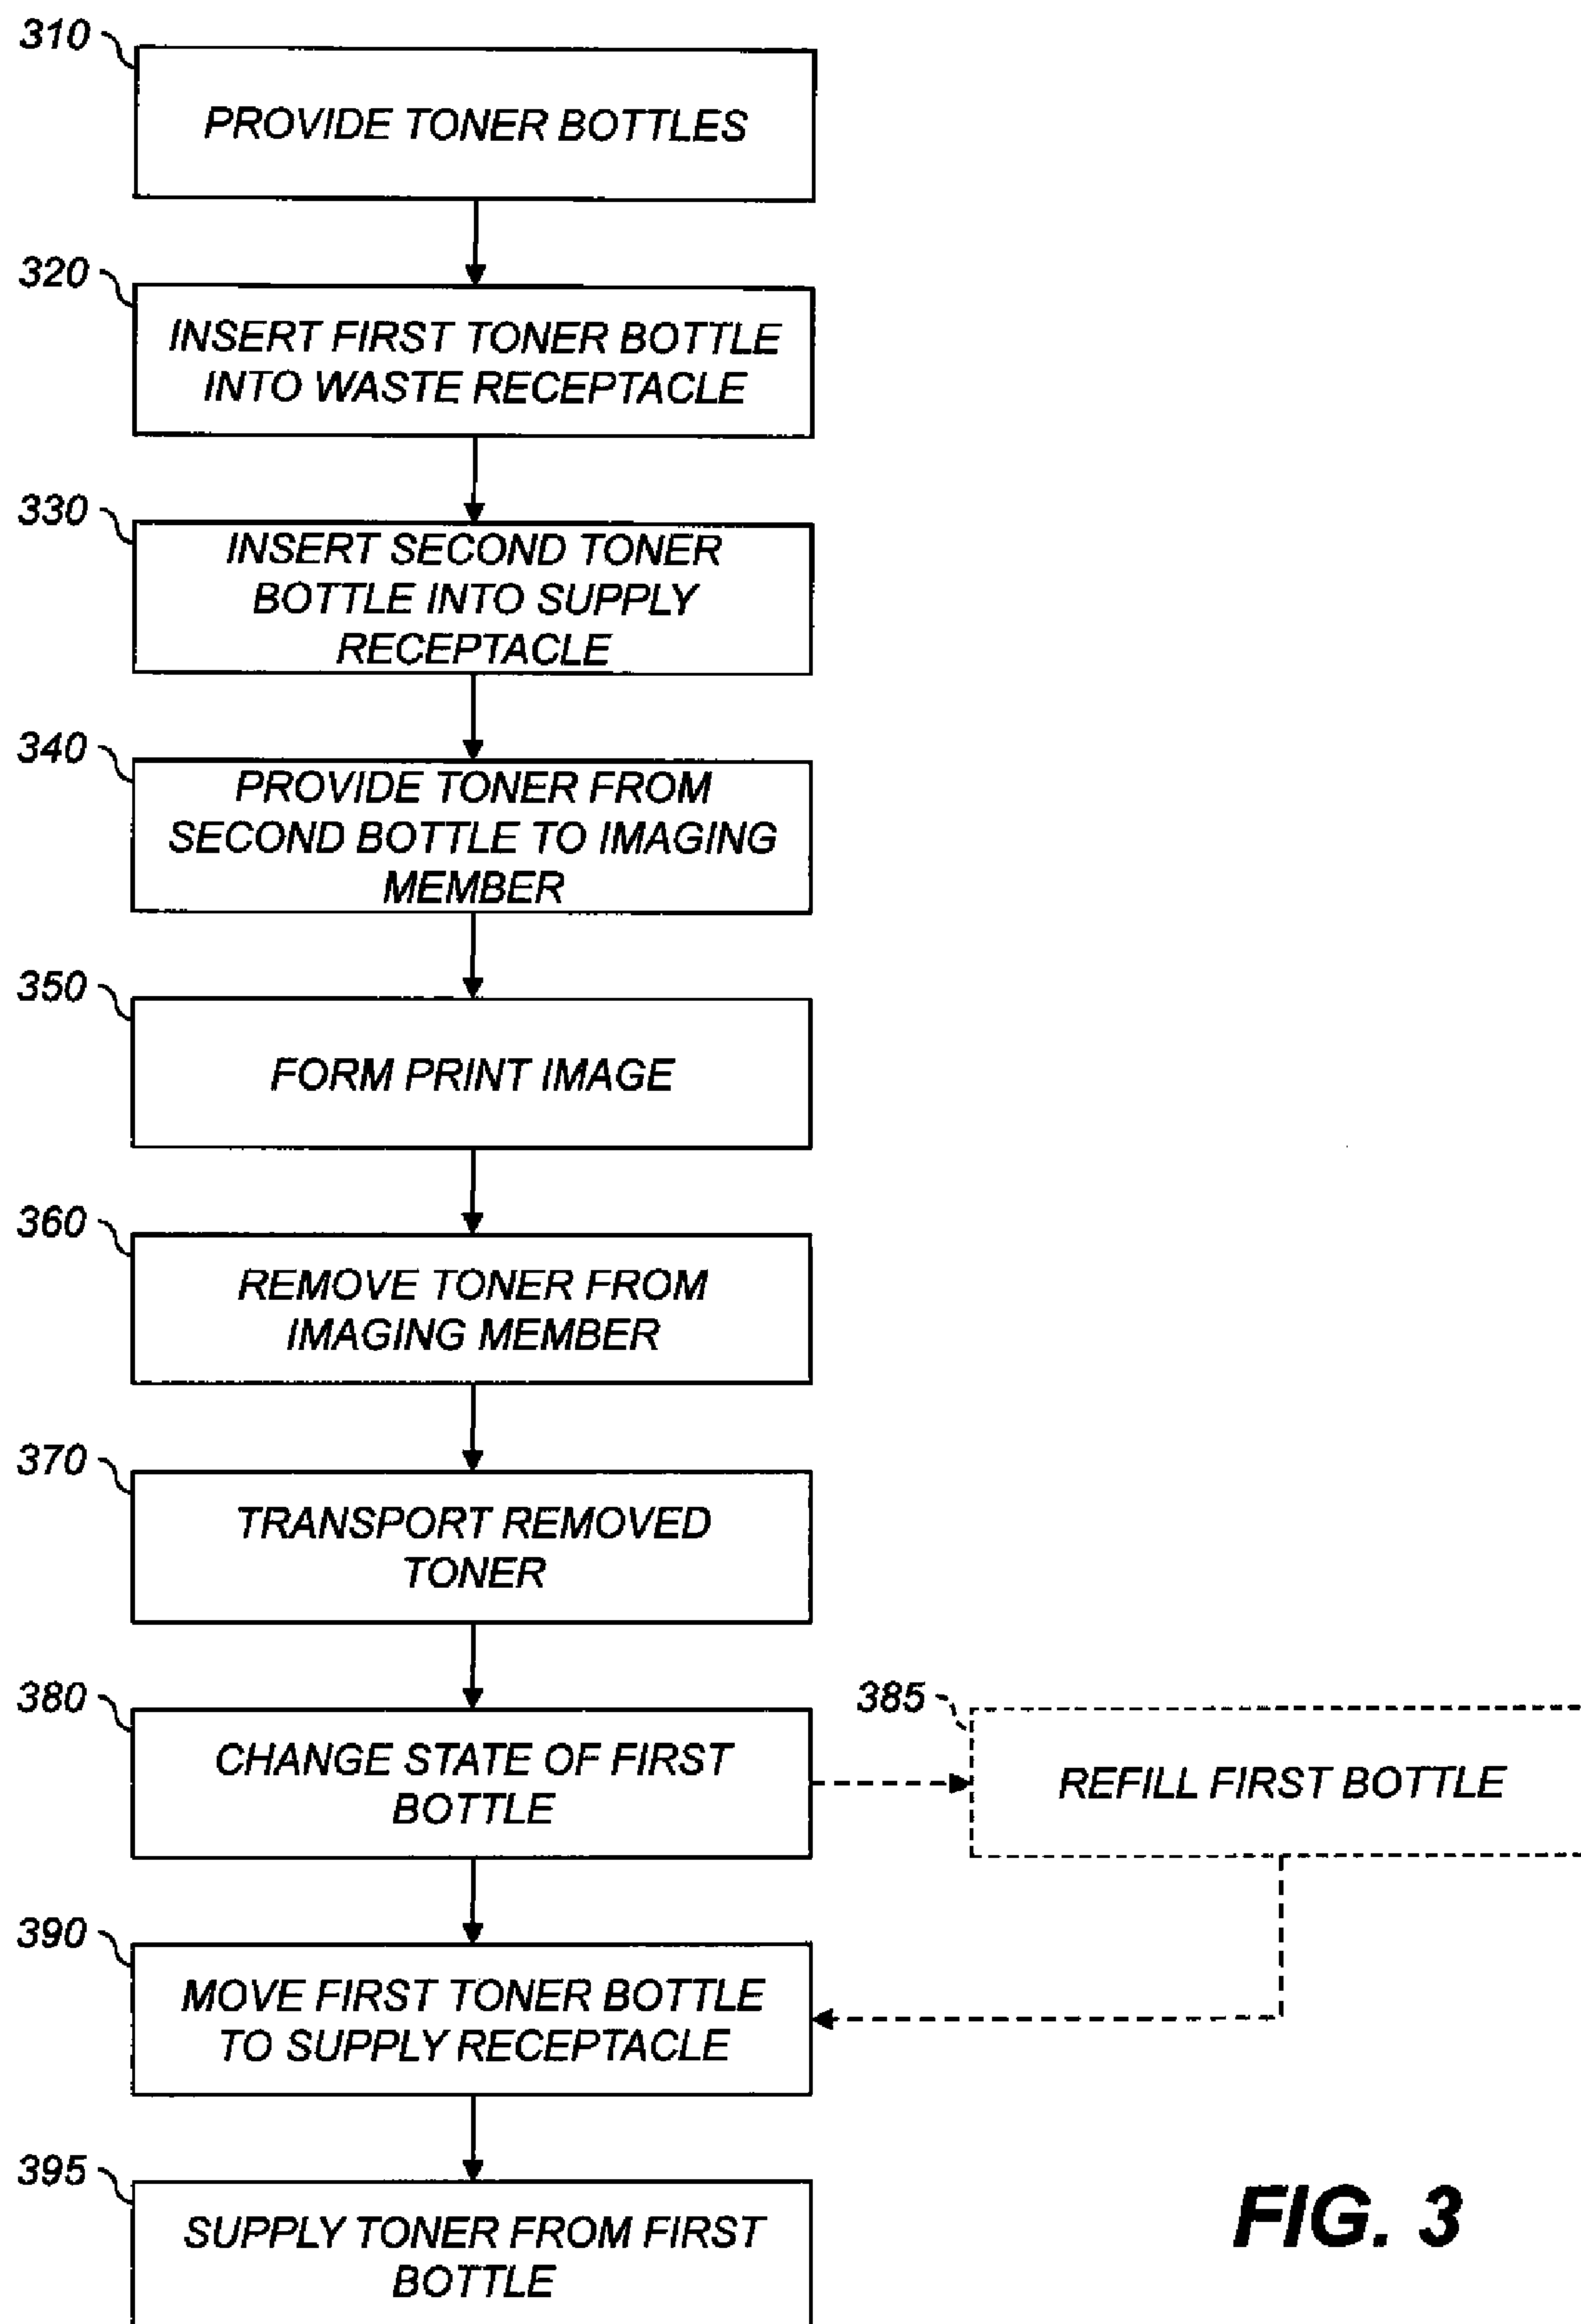 310
PROVIDE TONER BOTTLES
320
INSERT FIRST TONER BOTTLE
INTO WASTE RECEPTACLE
330
INSERT SECOND TONER
BOTTLE INTO SUPPLY
RECEPTACLE
340
PROVIDE TONER FROM
SECOND BOTTLE TO IMAGING
MEMBER
350
FORM PRINT IMAGE
360
REMOVE TONER FROM
IMAGING MEMBER
370
TRANSPORT REMOVED
TONER
380
CHANGE STATE OF FIRST
BOTTLE
385
REFILL FIRST BOTTLE
390
MOVE FIRST TONER BOTTLE
TO SUPPLY RECEPTACLE
395
SUPPLY TONER FROM FIRST
BOTTLE
FIG. 3